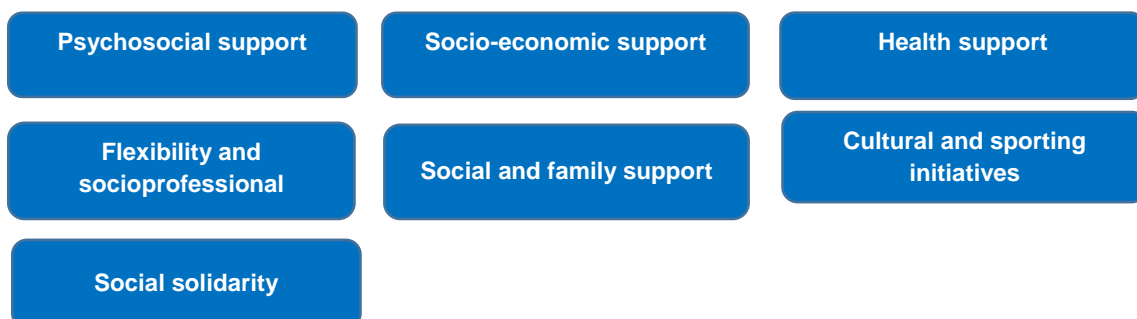 Psychosocial support
Socio-economic support
Health support
Flexibility and
socioprofessional
Social and family support
Cultural and sporting
initiatives
Social solidarity